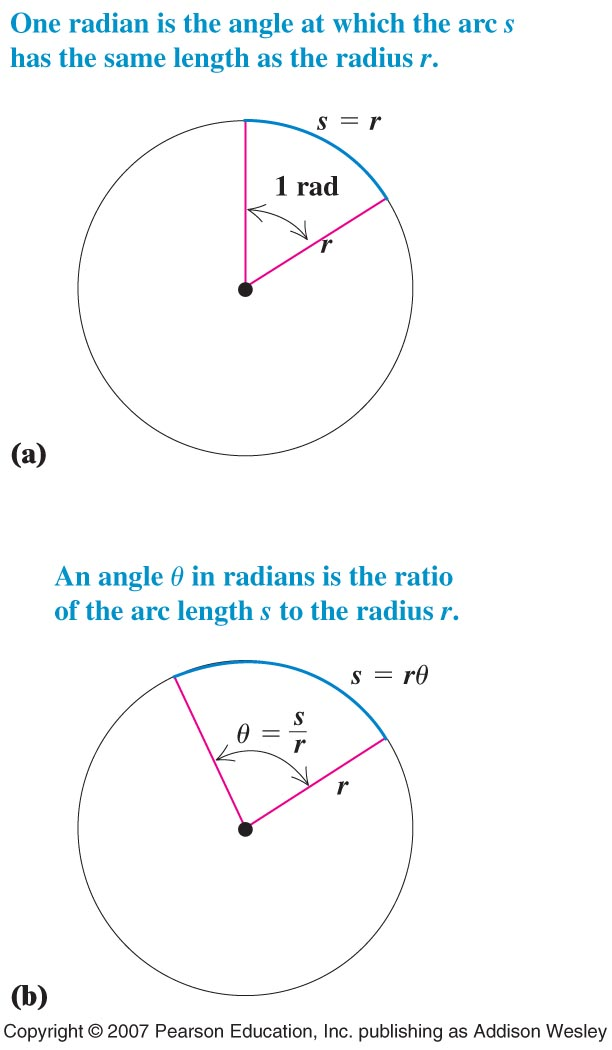 One radian is the angle at which the arc s
has the same length as the radius r.
s = r
1 rad
r
(a)
An angle θ in radians is the ratio
of the arc length s to the radius r.
s = rθ
θ = s/r
r
(b)
Copyright © 2007 Pearson Education, Inc. publishing as Addison Wesley